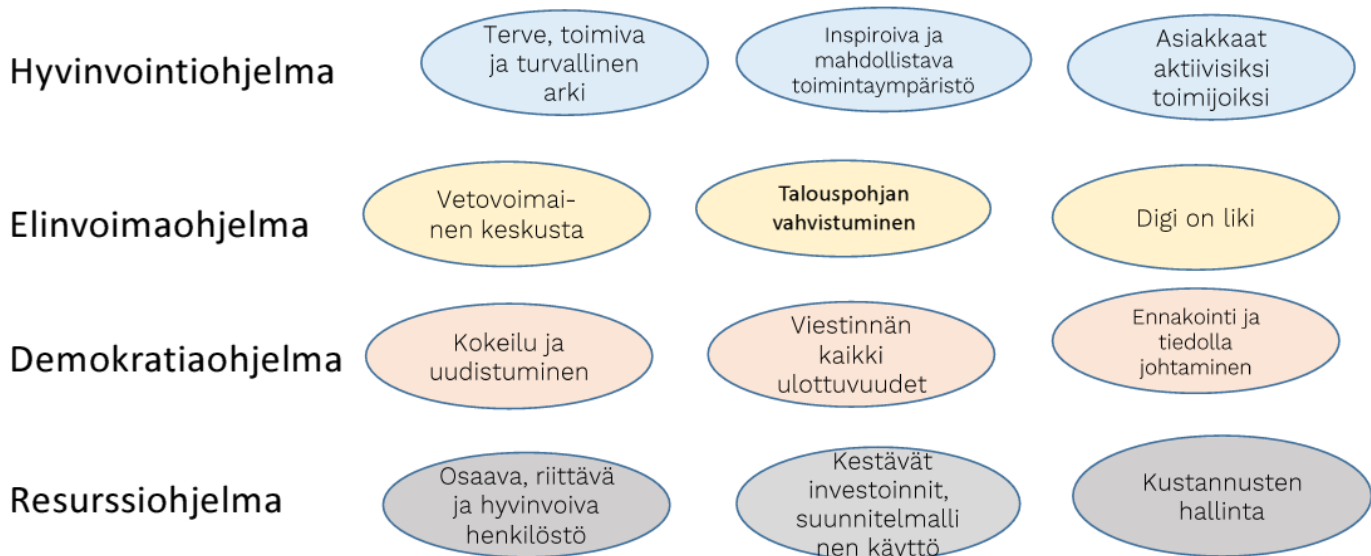 Hyvinvointiohjelma
Terve, toimiva
ja turvallinen
arki
Inspiroiva ja
mahdollistava
toimintaympäristö
Asiakkaat
aktiivisiksi
toimijoiksi
Elinvoimaohjelma
Vetovoimai-
nen keskusta
Talouspohjan
vahvistuminen
Digi on liki
Demokratiaohjelma
Kokeilu ja
uudistuminen
Viestinnän
kaikki
ulottuvuudet
Ennakointi ja
tiedolla
johtaminen
Resurssiohjelma
Osaava, riittävä
ja hyvinvoiva
henkilöstö
Kestävät
investoinnit,
suunnitelmalli
nen käyttö
Kustannusten
hallinta